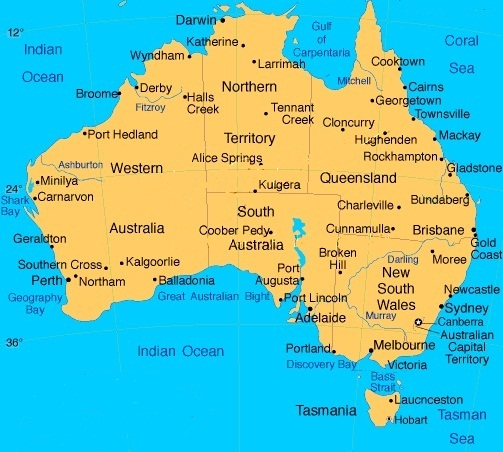 Darwin
Katherine
12°
Indian
Ocean
Gulf
of
Carpentaria
Coral
Sea
Wyndham
Larrimah
Cooktown
Mitchell
Cairns
Derby
Broome
Halls
Creek
Fitzroy
Northern
Georgetown
Townsville
Tennant
Creek
Cloncurry
Hughenden
Mackay
Port Hedland
Territory
Rockhampton
Alice Springs
Gladstone
Ashburton
Western
Queensland
Minilya
24°
Kulgera
Shark
Bay
Carnarvon
Charleville
Bundaberg
South
Australia
Australia
Coober Pedy
Cunnamulla
Brisbane
Gold
Coast
Geraldton
Kalgoorlie
Southern Cross
Broken
Hill
Darling
Moree
Perth
Northam
Balladonia
Port
Augusta
New
South
Wales
Newcastle
Geography
Bay
Great Australian Bight
Port Lincoln
Adelaide
Murray
Sydney
Canberra
Australian
Capital
Territory
36°
Indian Ocean
Portland
Melbourne
Discovery Bay
Victoria
Bass
Strait
Tasmania
Laucnceston
Hobart
Tasman
Sea